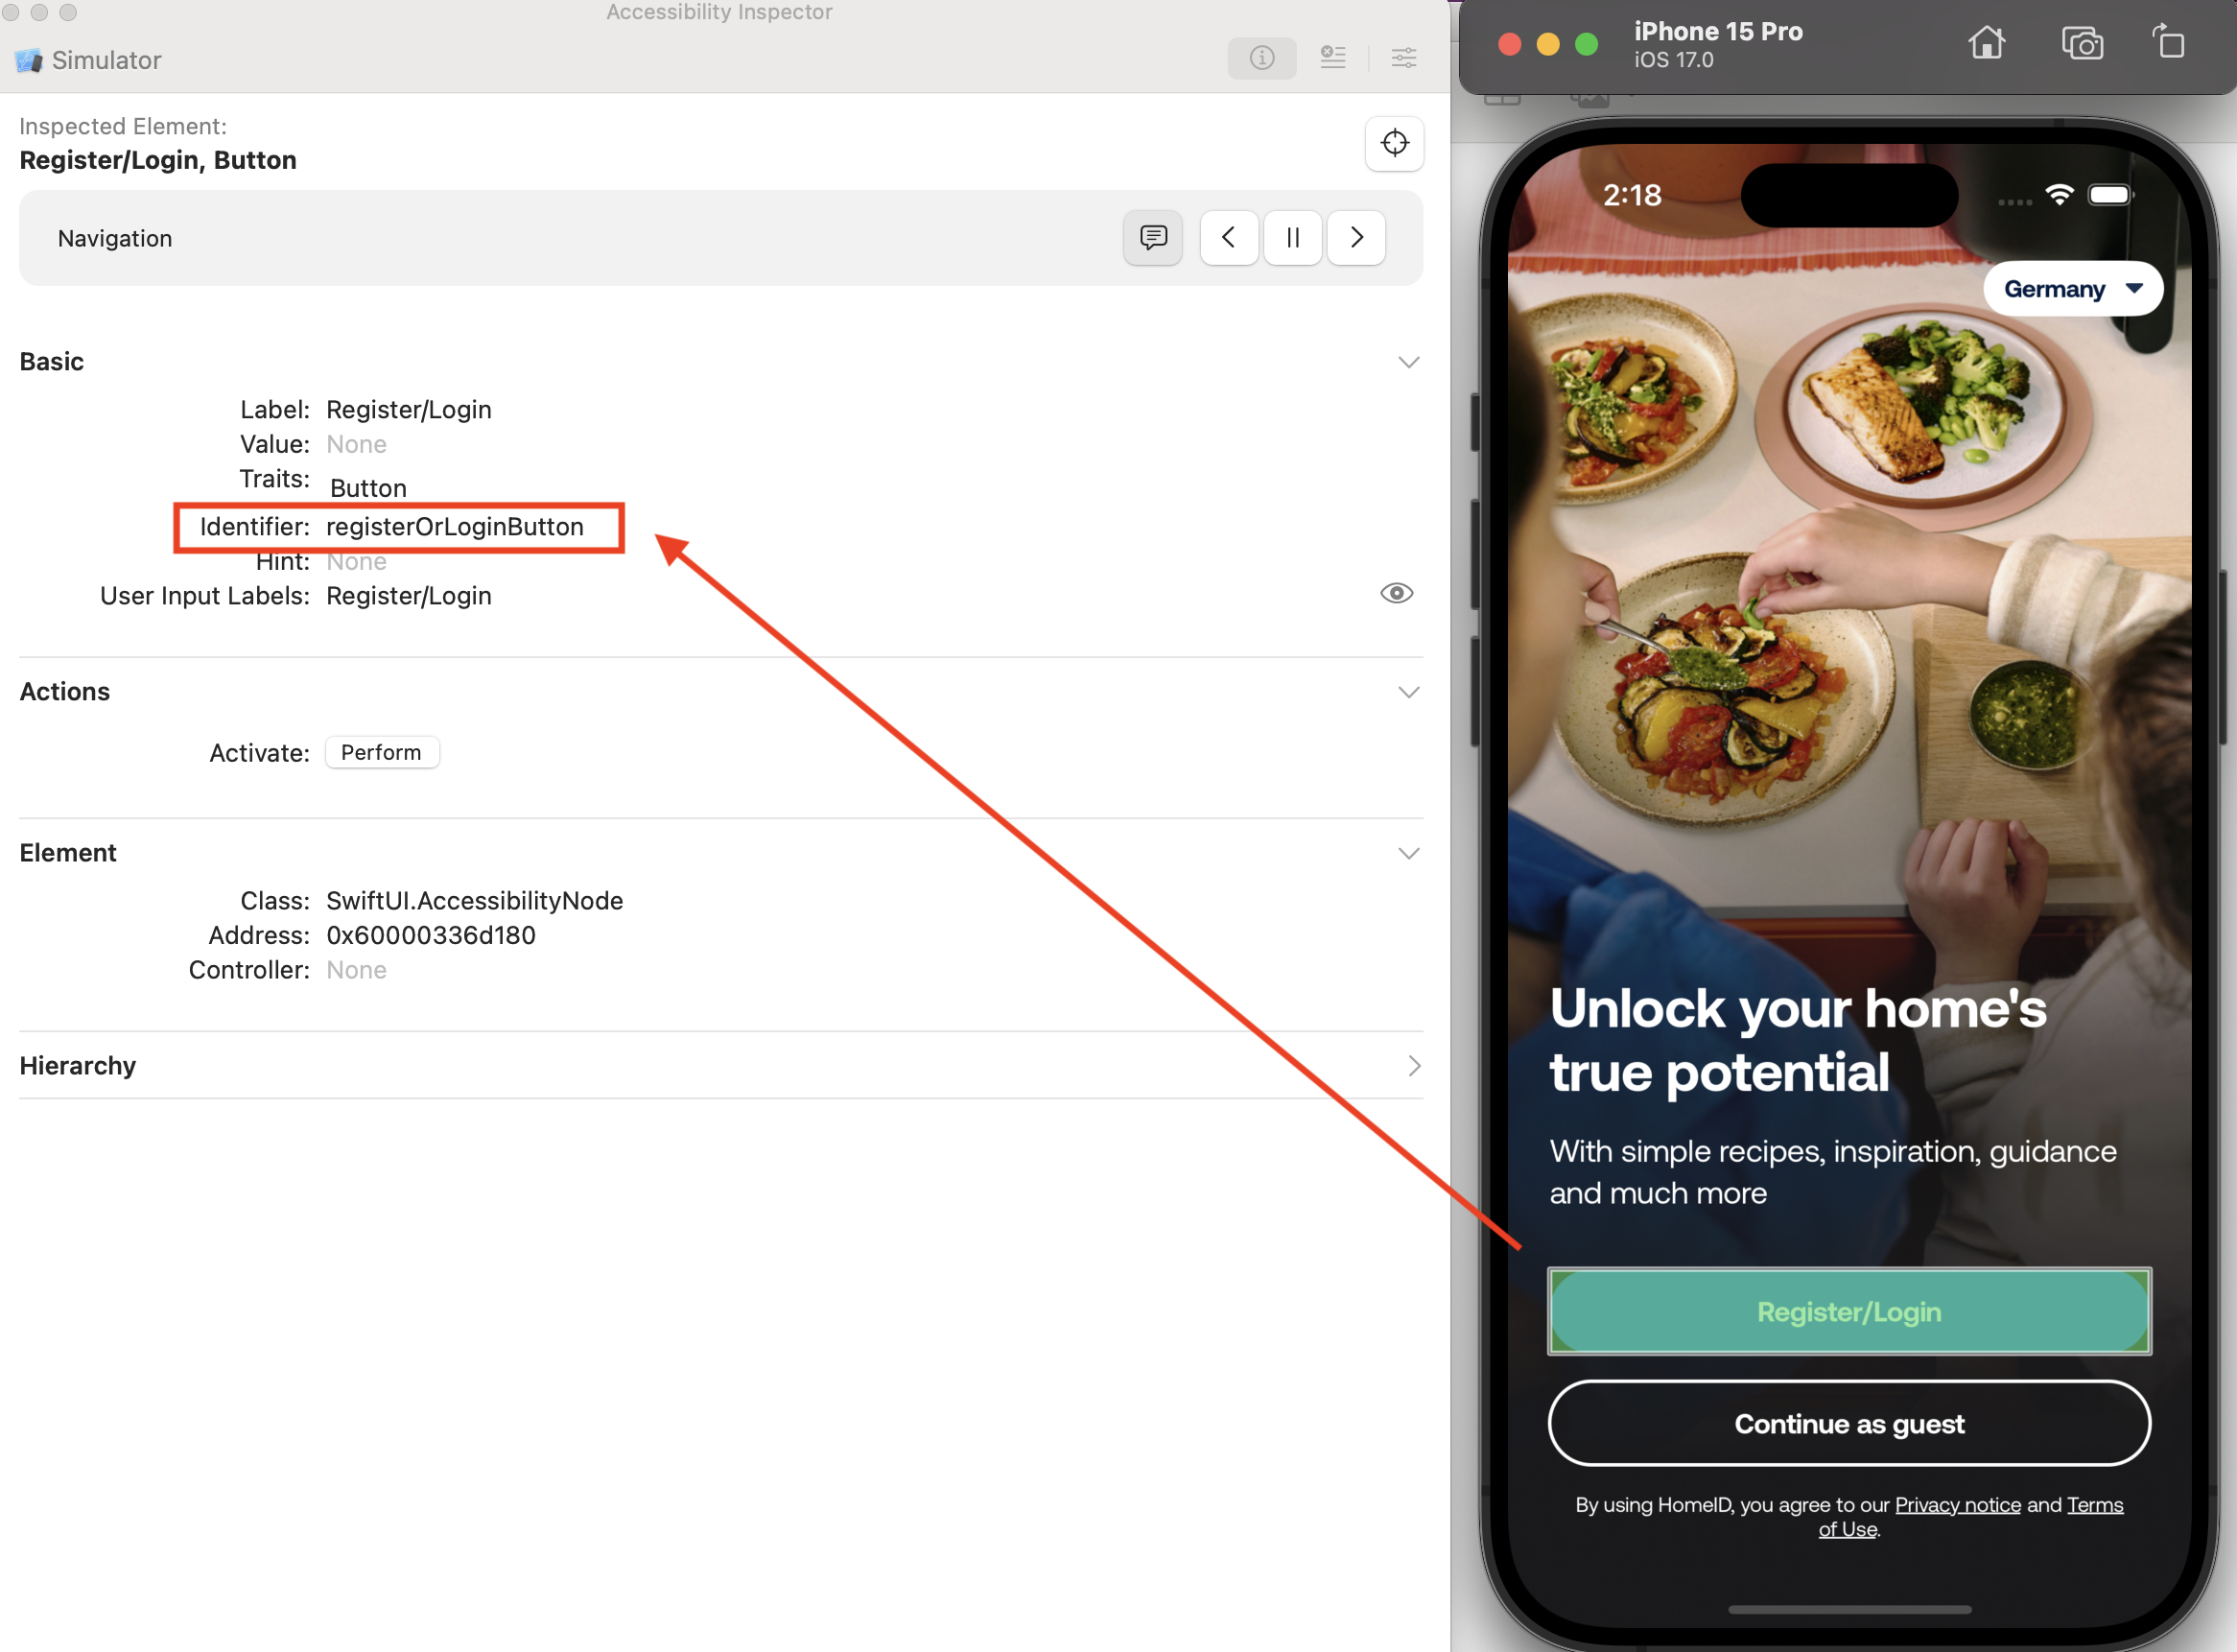 Accessibility Inspector
Simulator
Inspected Element:
Register/Login, Button
Navigation
Basic
Label: Register/Login
Value: None
Traits: Button
Identifier: registerOrLoginButton
Hint: None
User Input Labels: Register/Login
Actions
Activate: Perform
Element
Class: SwiftUI.AccessibilityNode
Address: 0x60000336d180
Controller: None
Hierarchy
iPhone 15 Pro
iOS 17.0
2:18
Germany
Unlock your home's
true potential
With simple recipes, inspiration, guidance
and much more
Register/Login
Continue as guest
By using HomeID, you agree to our Privacy notice and Terms
of Use.